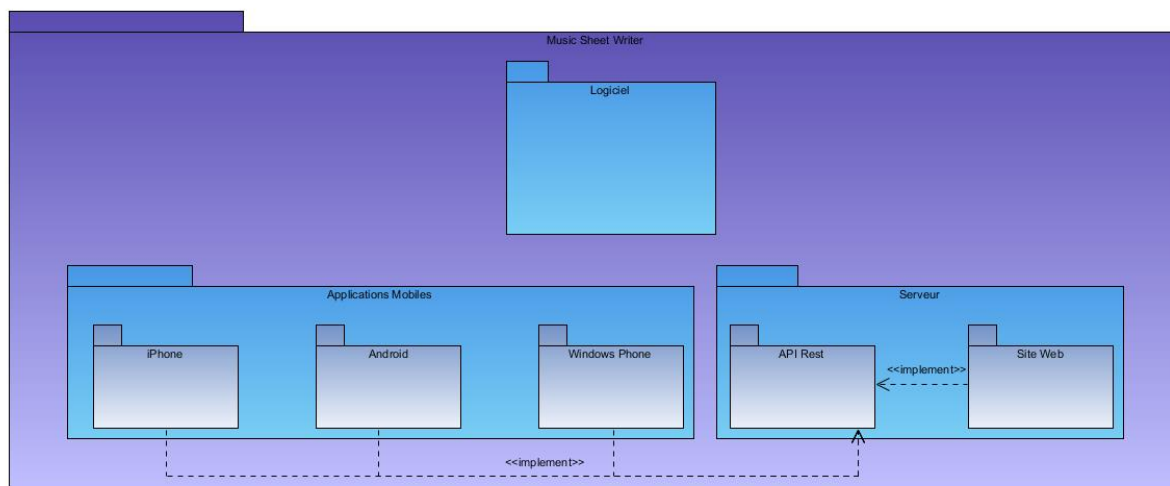 Music Sheet Writer
Logiciel
Applications Mobiles
Serveur
iPhone
Android
Windows Phone
API Rest
Site Web
<<implement>>
<<implement>>